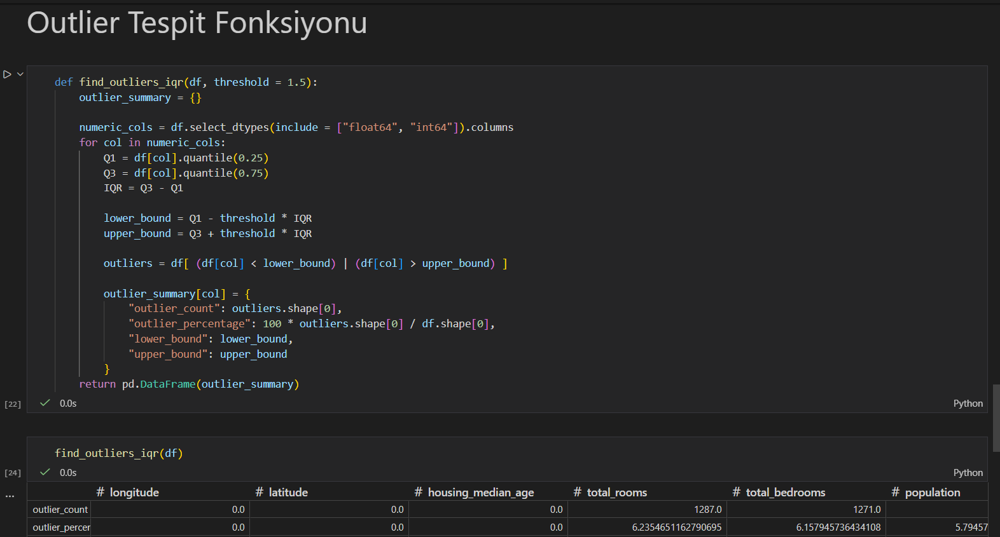 Outlier Tespit Fonksiyonu
def find_outliers_iqr(df, threshold = 1.5):
outlier_summary = {}
numeric_cols = df.select_dtypes(include = ["float64", "int64"]).columns
for col in numeric_cols:
Q1 = df[col].quantile(0.25)
Q3 = df[col].quantile(0.75)
IQR = Q3 - Q1
lower_bound = Q1 - threshold * IQR
upper_bound = Q3 + threshold * IQR
outliers = df[ (df[col] < lower_bound) | (df[col] > upper_bound) ]
outlier_summary[col] = {
"outlier_count": outliers.shape[0],
"outlier_percentage": 100 * outliers.shape[0] / df.shape[0],
"lower_bound": lower_bound,
"upper_bound": upper_bound
}
return pd.DataFrame(outlier_summary)
[22] 0.0s Python
find_outliers_iqr(df)
[24] 0.0s Python
... # longitude # latitude # housing_median_age # total_rooms # total_bedrooms # population
outlier_count 0.0 0.0 0.0 1287.0 1271.0
outlier_percer 0.0 0.0 0.0 6.2354651162790695 6.157945736434108 5.79457